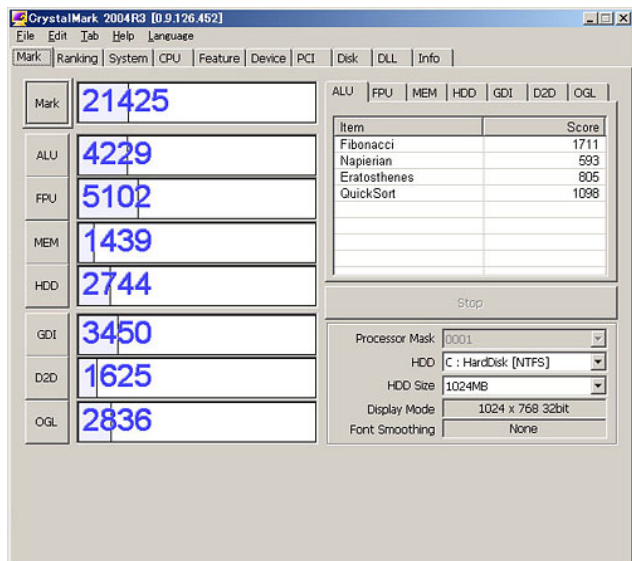 CrystalMark 2004R3 [0.9.126.452]
File Edit Tab Help Language
Mark Ranking System CPU Feature Device PCI Disk DLL Info
Mark 21425
ALU 4229
FPU 5102
MEM 1439
HDD 2744
GDI 3450
D2D 1625
OGL 2836
ALU FPU MEM HDD GDI D2D OGL
Item Score
Fibonacci 1711
Napierian 593
Eratosthenes 805
QuickSort 1098
Stop
Processor Mask 0001
HDD C : HardDisk [NTFS]
HDD Size 1024MB
Display Mode 1024 x 768 32bit
Font Smoothing None